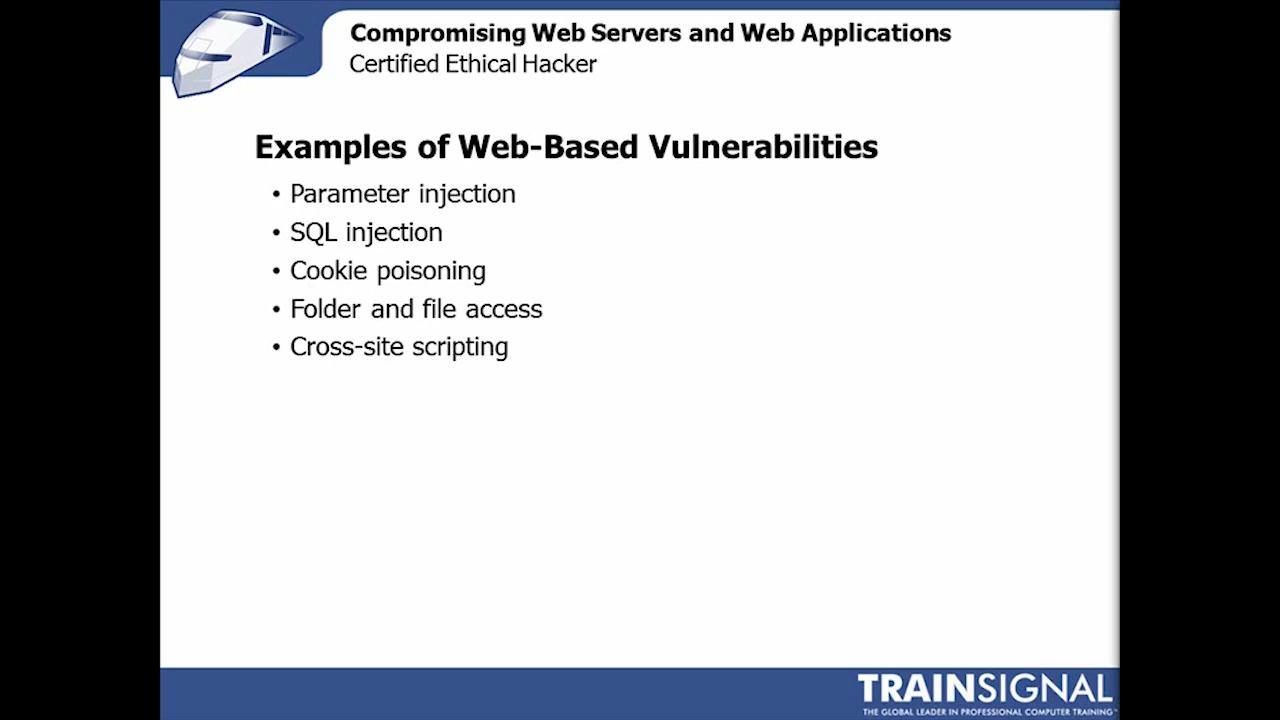 Compromising Web Servers and Web Applications
Certified Ethical Hacker
Examples of Web-Based Vulnerabilities
• Parameter injection
• SQL injection
• Cookie poisoning
• Folder and file access
• Cross-site scripting
TRAINSIGNAL
THE GLOBAL LEADER IN PROFESSIONAL COMPUTER TRAINING